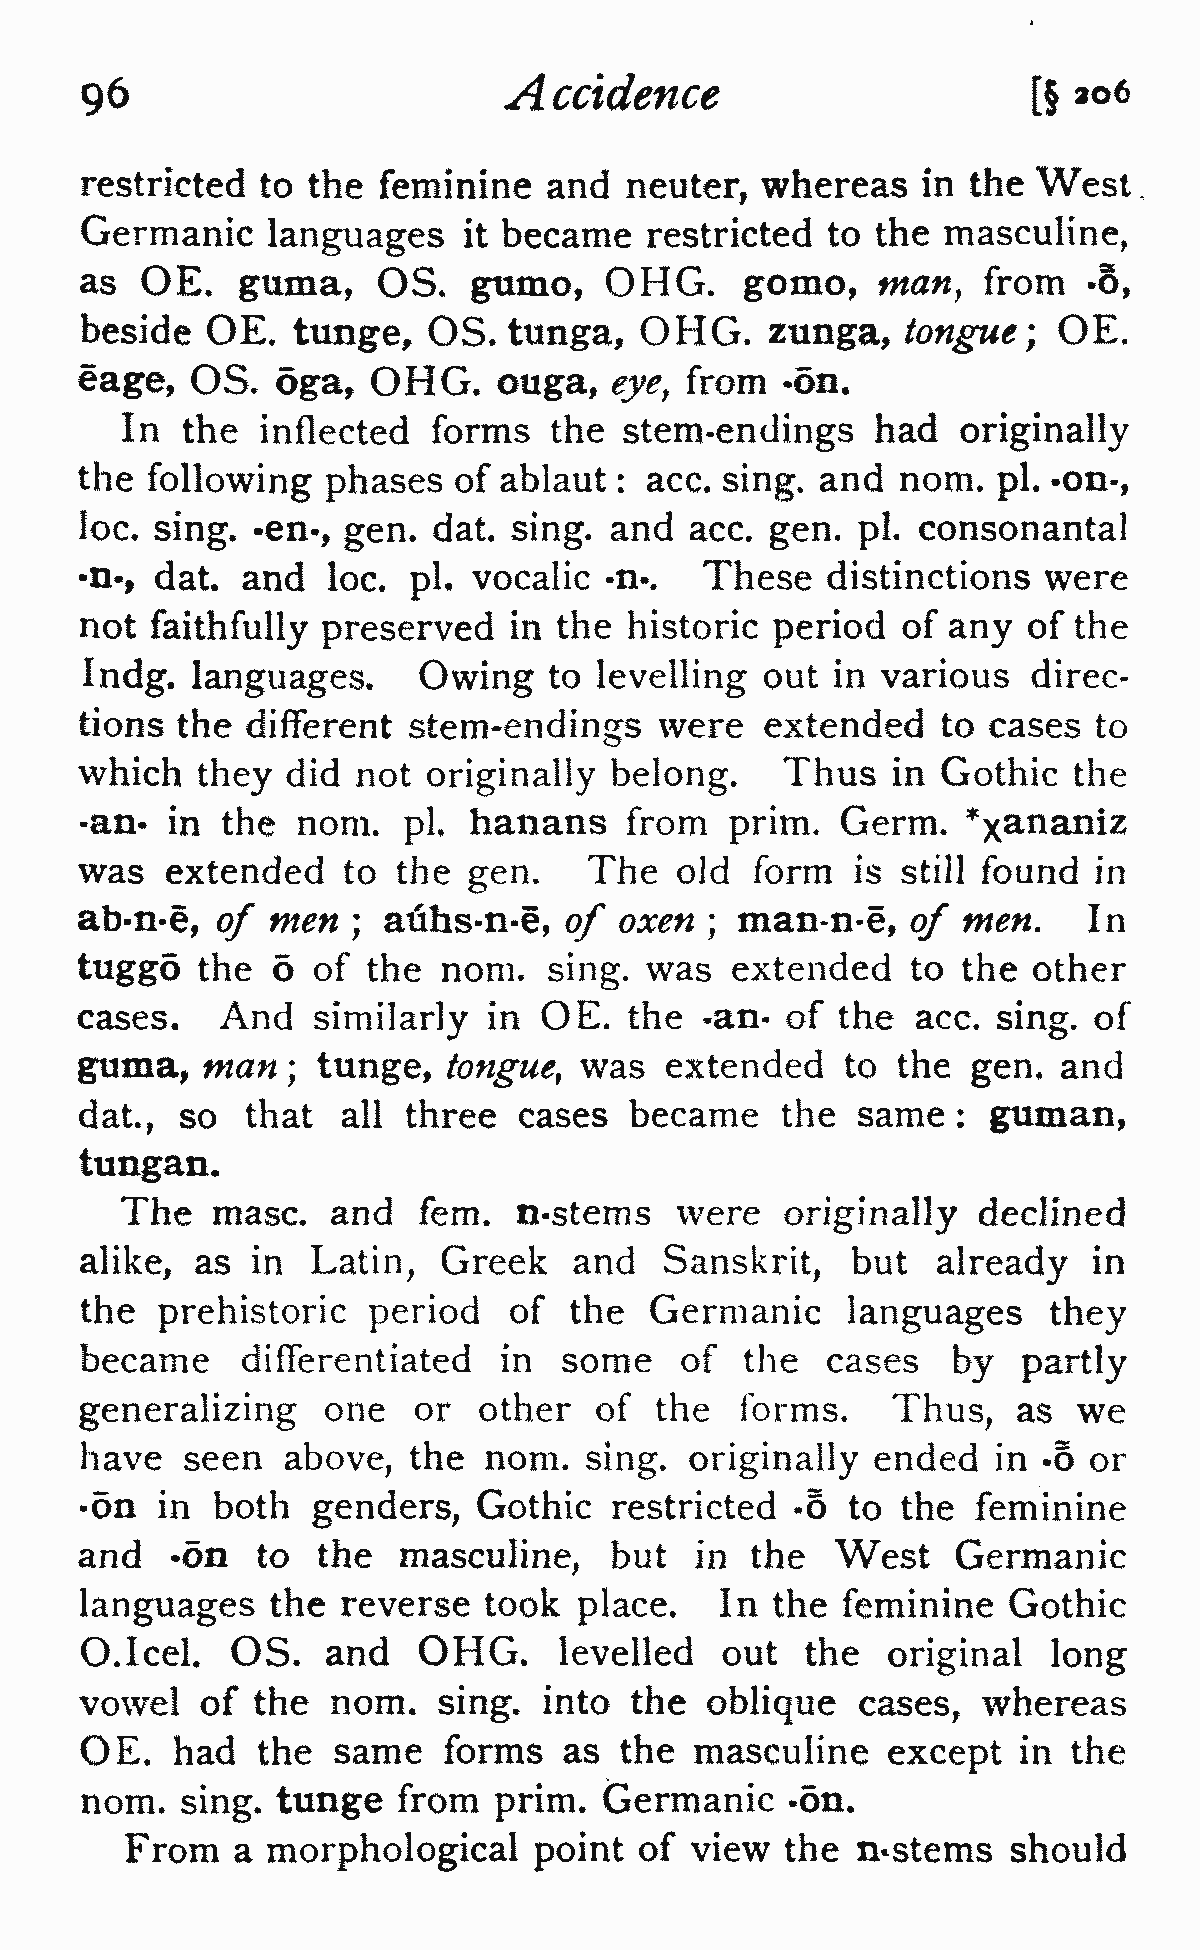 96 Accidence [§ 206
restricted to the feminine and neuter, whereas in the West
Germanic languages it became restricted to the masculine,
as OE. guma, OS. gumo, OHG. gomo, man, from -ȭ,
beside OE. tunge, OS. tunga, OHG. zunga, tongue; OE.
ēage, OS. ōga, OHG. ouga, eye, from -ōn.
In the inflected forms the stem-endings had originally
the following phases of ablaut: acc. sing. and nom. pl. -on-,
loc. sing. -en-, gen. dat. sing. and acc. gen. pl. consonantal
-n-, dat. and loc. pl. vocalic -n-. These distinctions were
not faithfully preserved in the historic period of any of the
Indg. languages. Owing to levelling out in various direc-
tions the different stem-endings were extended to cases to
which they did not originally belong. Thus in Gothic the
-an- in the nom. pl. hanans from prim. Germ. *χananiz
was extended to the gen. The old form is still found in
ab-n-ē, of men; aúhs-n-ē, of oxen; man-n-ē, of men. In
tuggō the ō of the nom. sing. was extended to the other
cases. And similarly in OE. the -an- of the acc. sing. of
guma, man; tunge, tongue, was extended to the gen. and
dat., so that all three cases became the same: guman,
tungan.
The masc. and fem. n-stems were originally declined
alike, as in Latin, Greek and Sanskrit, but already in
the prehistoric period of the Germanic languages they
became differentiated in some of the cases by partly
generalizing one or other of the forms. Thus, as we
have seen above, the nom. sing. originally ended in -ȭ or
-ōn in both genders, Gothic restricted -ȭ to the feminine
and -ōn to the masculine, but in the West Germanic
languages the reverse took place. In the feminine Gothic
O.Icel. OS. and OHG. levelled out the original long
vowel of the nom. sing. into the oblique cases, whereas
OE. had the same forms as the masculine except in the
nom. sing. tunge from prim. Germanic -ōn.
From a morphological point of view the n-stems should